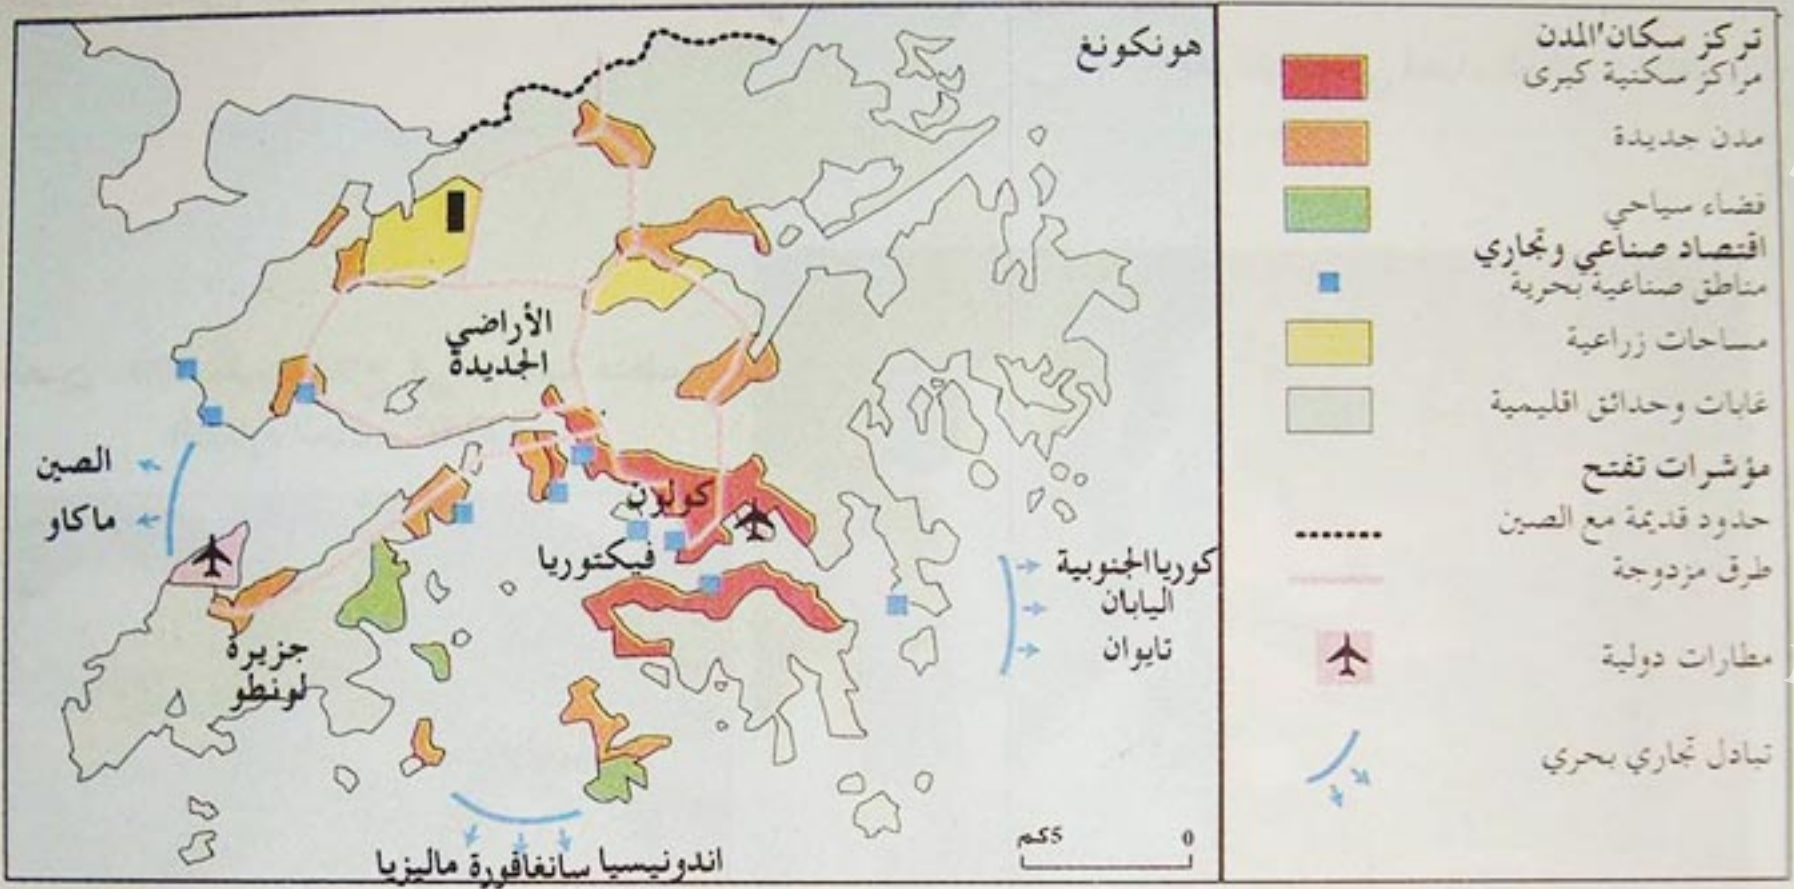 هونكونغ
الأراضي
الجديدة
الصين
ماكاو
كولون
فيكتوريا
كوريا الجنوبية
اليابان
تايوان
جزيرة
لونطو
اندونيسيا سانغافورة ماليزيا
5كم
0
تركز سكان المدن
مراكز سكنية كبرى
مدن جديدة
فضاء سياحي
اقتصاد صناعي وتجاري
مناطق صناعية بحرية
مساحات زراعية
غابات وحدائق اقليمية
مؤشرات تفتح
حدود قديمة مع الصين
طرق مزدوجة
مطارات دولية
تبادل تجاري بحري